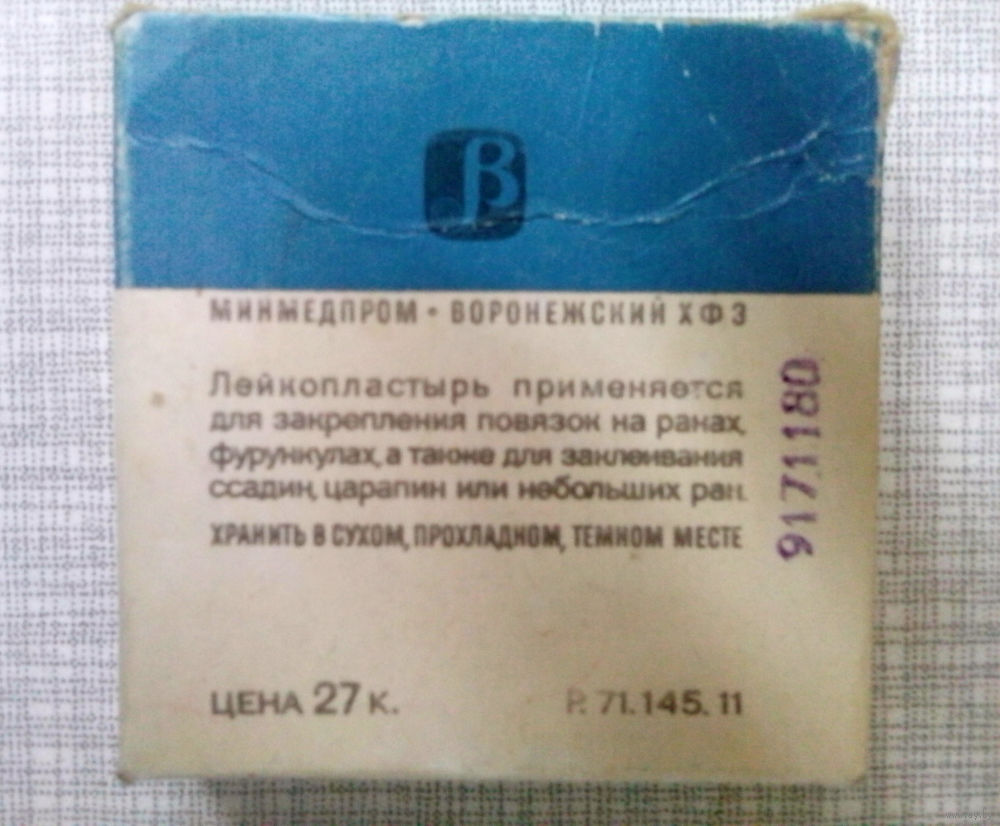 β
МИНМЕДПРОМ • ВОРОНЕЖСКИЙ ХФЗ
Лейкопластырь применяется
для закрепления повязок на ранах,
фурункулах, а также для заклеивания
ссадин, царапин или небольших ран.
ХРАНИТЬ В СУХОМ, ПРОХЛАДНОМ, ТЕМНОМ МЕСТЕ
9171180
ЦЕНА 27 К.
Р. 71.145.11